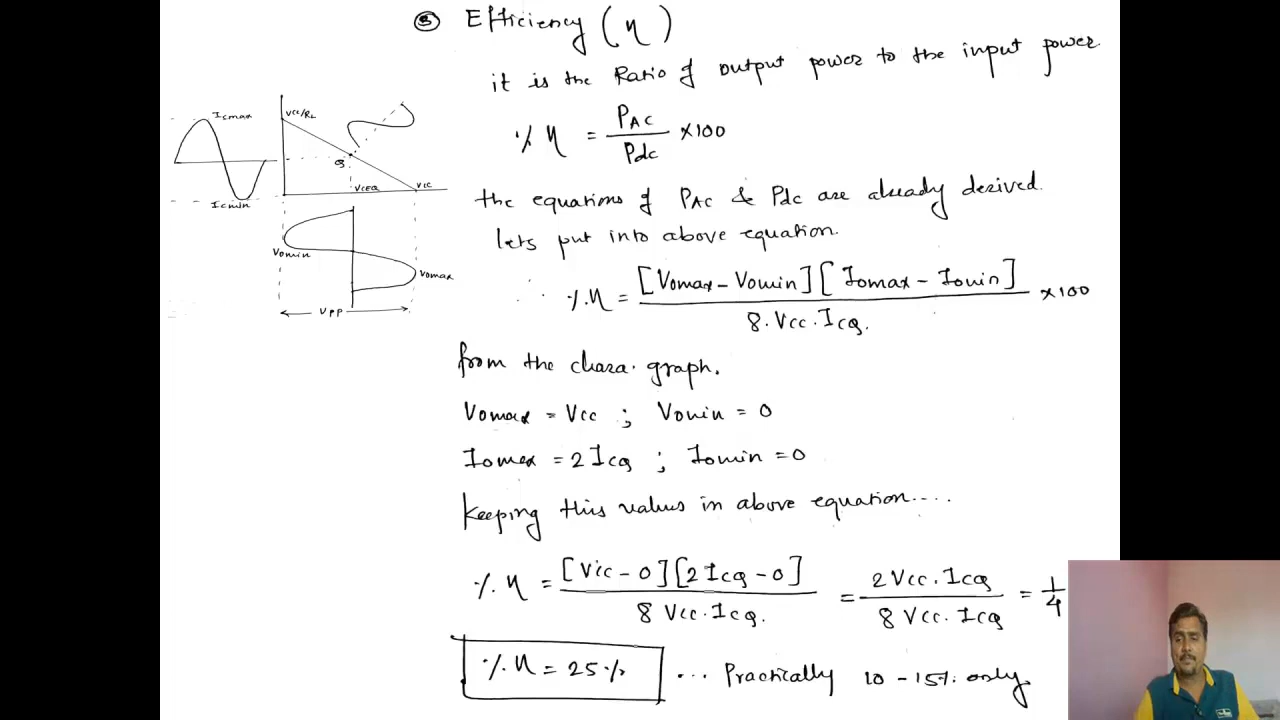 ⑤ Efficiency (η)
it is the Ratio of output power to the input power.
% η = PAC / Pdc × 100
the equations of PAC & Pdc are already derived.
lets put into above equation.
∴ % η = [Vomax - Vomin] [Iomax - Iomin] / 8. Vcc. IcQ. × 100
from the chara. graph.
Vomax = Vcc ; Vomin = 0
Iomax = 2 IcQ ; Iomin = 0
Keeping this values in above equation....
% η = [Vcc - 0] [2 IcQ - 0] / 8 Vcc. IcQ. = 2 Vcc. IcQ / 8 Vcc. IcQ = 1/4
% η = 25 % ... Practically 10 - 15% only
Icmax
Vcc/RL
Q
VCEQ
Vcc
Icmin
Vomin
Vomax
VPP